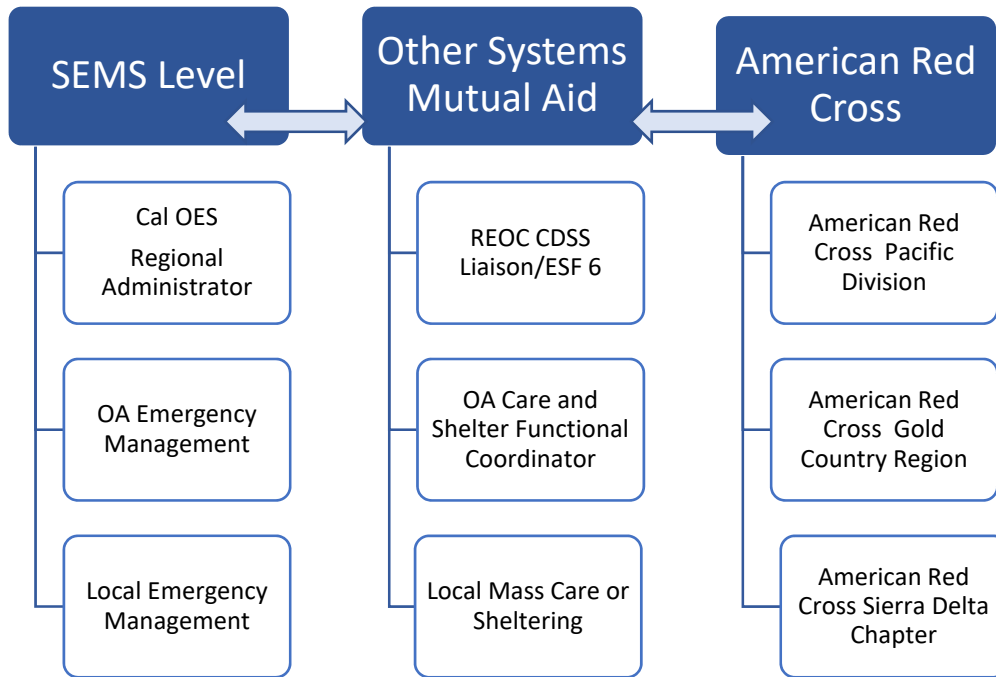 SEMS Level
Cal OES
Regional
Administrator
OA Emergency
Management
Local Emergency
Management
Other Systems
Mutual Aid
REOC CDSS
Liaison/ESF 6
OA Care and
Shelter Functional
Coordinator
Local Mass Care or
Sheltering
American Red
Cross
American Red
Cross Pacific
Division
American Red
Cross Gold
Country Region
American Red
Cross Sierra Delta
Chapter